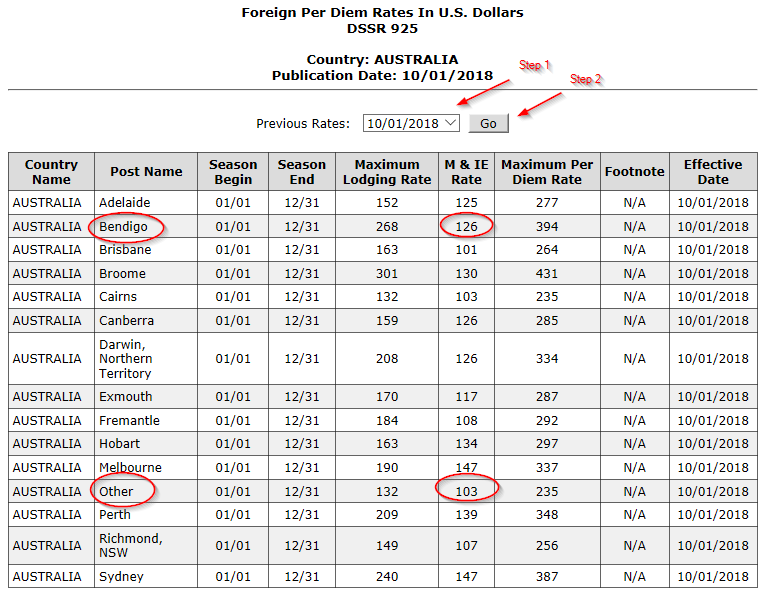 Foreign Per Diem Rates In U.S. Dollars
DSSR 925
Country: AUSTRALIA
Publication Date: 10/01/2018
Step 1
Step 2
Previous Rates: 10/01/2018 Go
Country Name Post Name Season Begin Season End Maximum Lodging Rate M & IE Rate Maximum Per Diem Rate Footnote Effective Date
AUSTRALIA Adelaide 01/01 12/31 152 125 277 N/A 10/01/2018
AUSTRALIA Bendigo 01/01 12/31 268 126 394 N/A 10/01/2018
AUSTRALIA Brisbane 01/01 12/31 163 101 264 N/A 10/01/2018
AUSTRALIA Broome 01/01 12/31 301 130 431 N/A 10/01/2018
AUSTRALIA Cairns 01/01 12/31 132 103 235 N/A 10/01/2018
AUSTRALIA Canberra 01/01 12/31 159 126 285 N/A 10/01/2018
AUSTRALIA Darwin, Northern Territory 01/01 12/31 208 126 334 N/A 10/01/2018
AUSTRALIA Exmouth 01/01 12/31 170 117 287 N/A 10/01/2018
AUSTRALIA Fremantle 01/01 12/31 184 108 292 N/A 10/01/2018
AUSTRALIA Hobart 01/01 12/31 163 134 297 N/A 10/01/2018
AUSTRALIA Melbourne 01/01 12/31 190 147 337 N/A 10/01/2018
AUSTRALIA Other 01/01 12/31 132 103 235 N/A 10/01/2018
AUSTRALIA Perth 01/01 12/31 209 139 348 N/A 10/01/2018
AUSTRALIA Richmond, NSW 01/01 12/31 149 107 256 N/A 10/01/2018
AUSTRALIA Sydney 01/01 12/31 240 147 387 N/A 10/01/2018